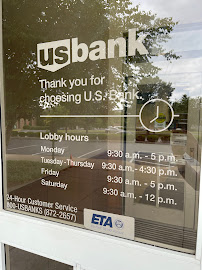 usbank
Thank you for
choosing U.S. Bank
Lobby hours
Monday 9:30 a.m. - 5 p.m.
Tuesday-Thursday 9:30 a.m. - 4:30 p.m.
Friday 9:30 a.m. - 5 p.m.
Saturday 9:30 a.m. - 12 p.m.
24-Hour Customer Service
800-USBANKS (872-2657)
ETA